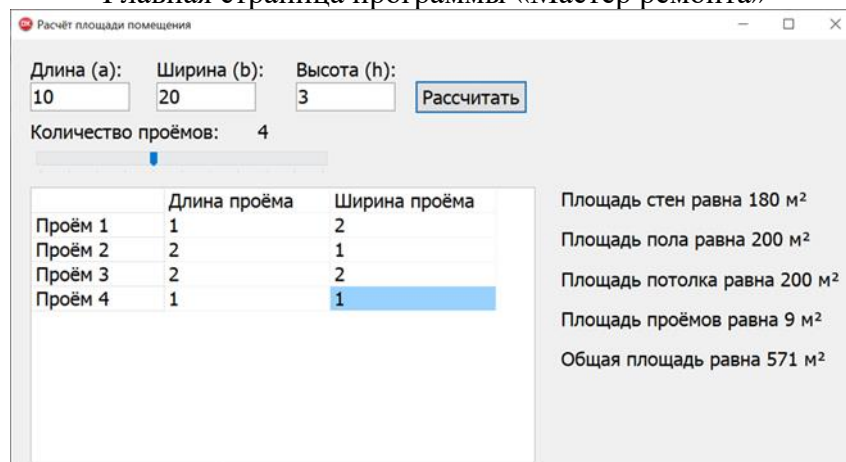 Главная страница программы «Мастер ремонта»
Расчёт площади помещения
Длина (a): Ширина (b): Высота (h):
10 20 3 Рассчитать
Количество проёмов: 4
Длина проёма Ширина проёма
Проём 1 1 2
Проём 2 2 1
Проём 3 2 2
Проём 4 1 1
Площадь стен равна 180 м²
Площадь пола равна 200 м²
Площадь потолка равна 200 м²
Площадь проёмов равна 9 м²
Общая площадь равна 571 м²